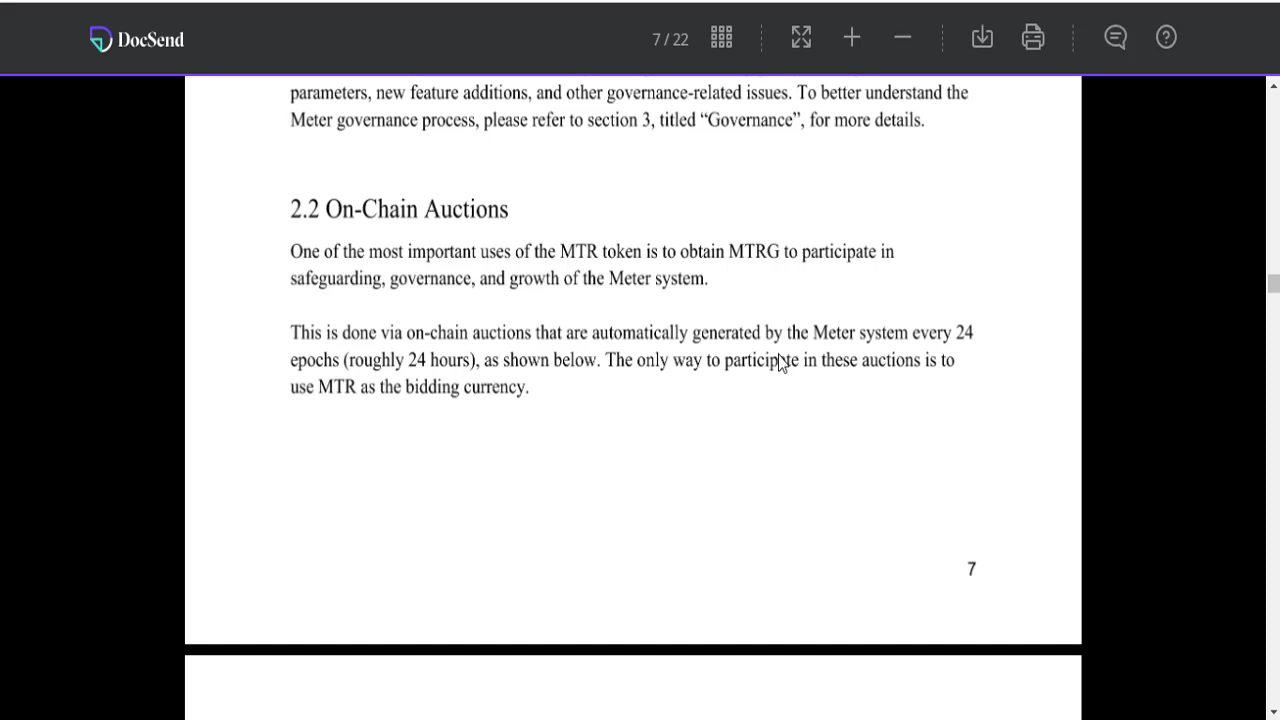 DocSend
7 / 22
parameters, new feature additions, and other governance-related issues. To better understand the
Meter governance process, please refer to section 3, titled “Governance”, for more details.
2.2 On-Chain Auctions
One of the most important uses of the MTR token is to obtain MTRG to participate in
safeguarding, governance, and growth of the Meter system.
This is done via on-chain auctions that are automatically generated by the Meter system every 24
epochs (roughly 24 hours), as shown below. The only way to participate in these auctions is to
use MTR as the bidding currency.
7